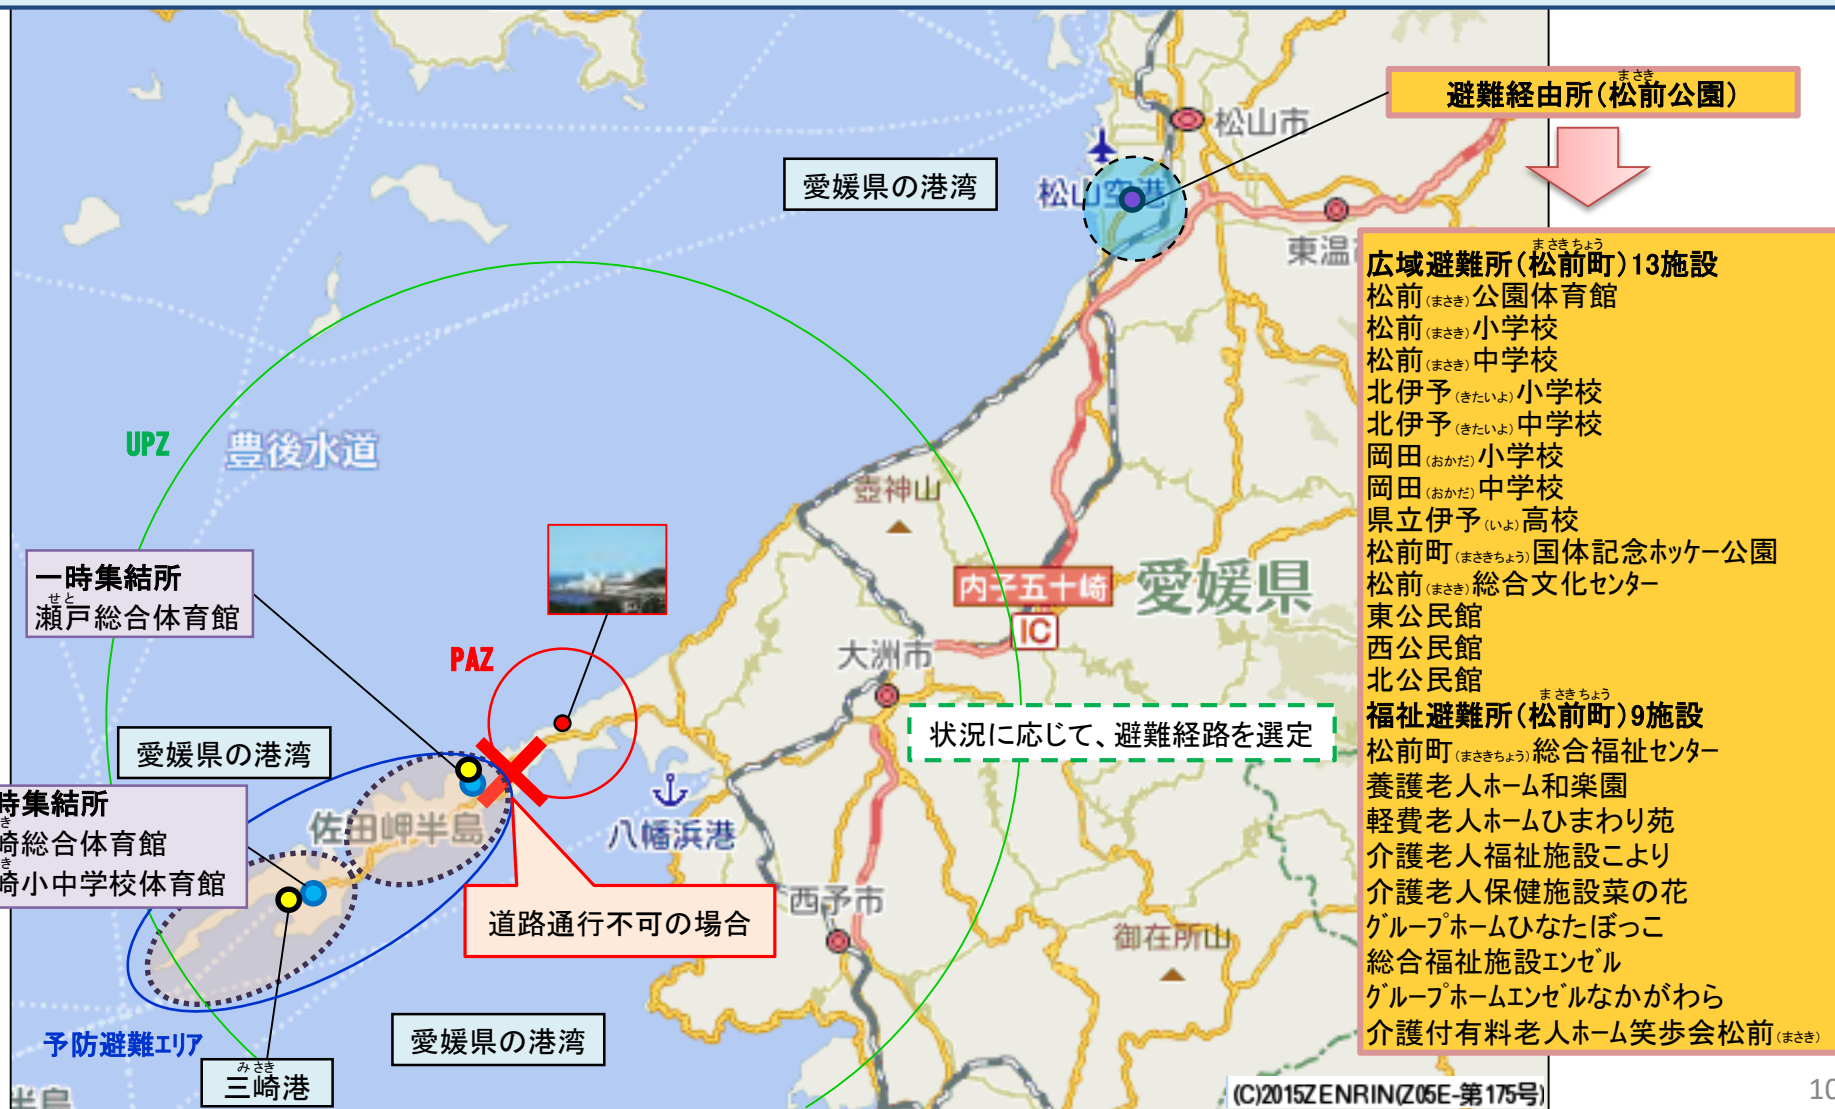 避難経由所(松前公園)
まさき
松山市
愛媛県の港湾
松山空港
東温
広域避難所(松前町)13施設
まさきちょう
松前(まさき)公園体育館
松前(まさき)小学校
松前(まさき)中学校
北伊予(きたいよ)小学校
北伊予(きたいよ)中学校
岡田(おかだ)小学校
岡田(おかだ)中学校
県立伊予(いよ)高校
松前町(まさきちょう)国体記念ホッケー公園
松前(まさき)総合文化センター
東公民館
西公民館
北公民館
福祉避難所(松前町)9施設
まさきちょう
松前町(まさきちょう)総合福祉センター
養護老人ホーム和楽園
軽費老人ホームひまわり苑
介護老人福祉施設こより
介護老人保健施設菜の花
グループホームひなたぼっこ
総合福祉施設エンゼル
グループホームエンゼルなかがわら
介護付有料老人ホーム笑歩会松前(まさき)
UPZ
豊後水道
壺神山
一時集結所
せと
瀬戸総合体育館
内子五十崎
IC
愛媛県
PAZ
大洲市
状況に応じて、避難経路を選定
愛媛県の港湾
時集結所
き
崎総合体育館
き
崎小中学校体育館
佐田岬半島
八幡浜港
道路通行不可の場合
西予市
御在所山
予防避難エリア
愛媛県の港湾
みさき
三崎港
半島
(C)2015ZENRIN(Z05E-第175号)
10